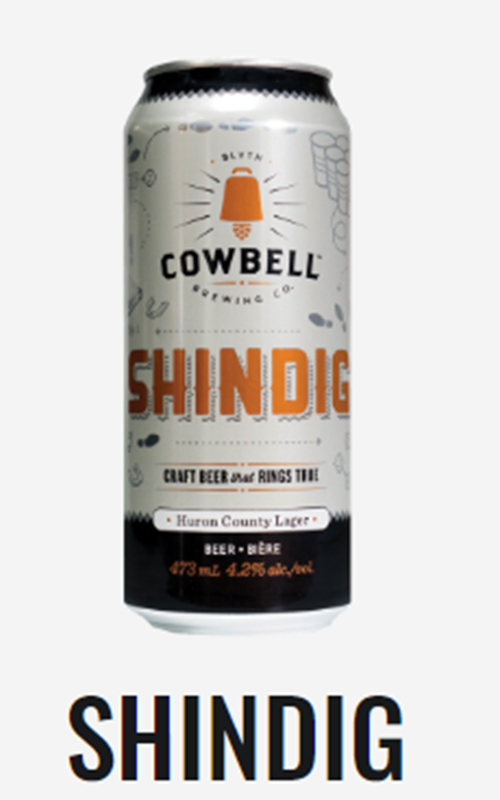 BLYTH
COWBELL™
BREWING CO.
SHINDIG
CRAFT BEER that RINGS TRUE
• Huron County Lager •
BEER • BIÈRE
473 mL 4.2% alc./vol.
SHINDIG